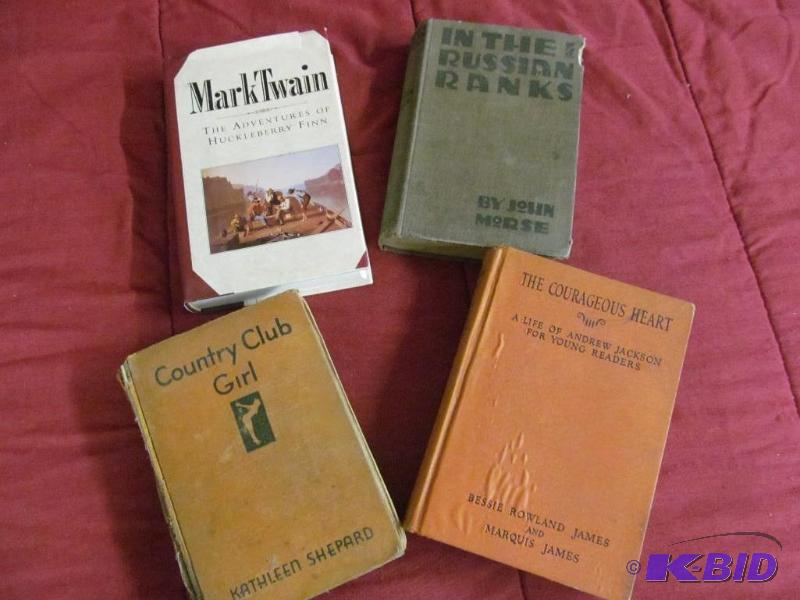 Mark Twain
THE ADVENTURES OF
HUCKLEBERRY FINN
IN THE
RUSSIAN
RANKS
BY JOHN
MORSE
Country Club
Girl
KATHLEEN SHEPARD
THE COURAGEOUS HEART
A LIFE OF ANDREW JACKSON
FOR YOUNG READERS
BESSIE ROWLAND JAMES
AND
MARQUIS JAMES
© K-BID